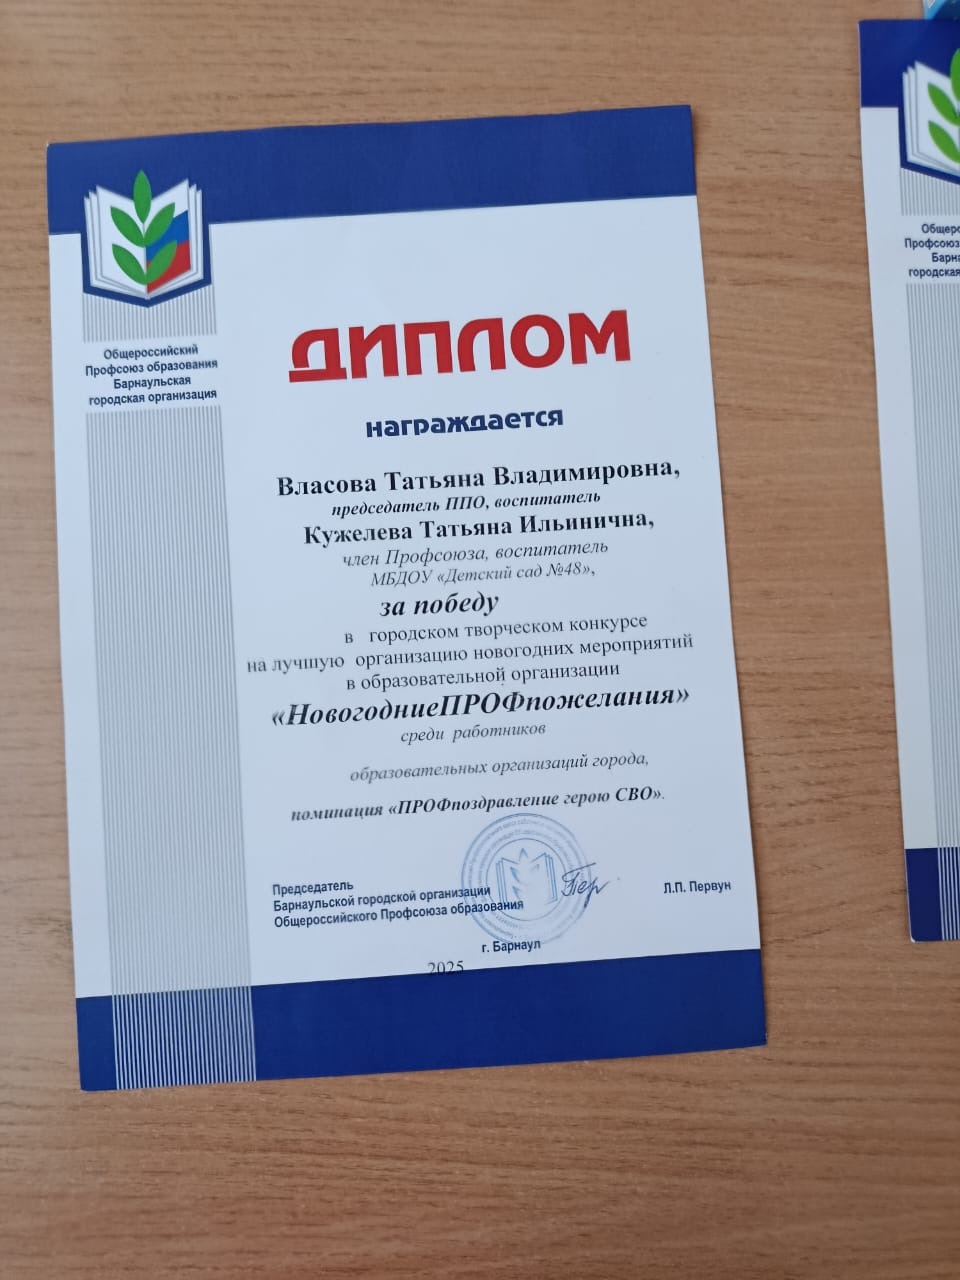 Общероссийский
Профсоюз образования
Барнаульская
городская организация
ДИПЛОМ
награждается
Власова Татьяна Владимировна,
председатель ППО, воспитатель
Кужелева Татьяна Ильинична,
член Профсоюза, воспитатель
МБДОУ «Детский сад №48»,
за победу
в городском творческом конкурсе
на лучшую организацию новогодних мероприятий
в образовательной организации
«НовогодниеПРОФпожелания»
среди работников
образовательных организаций города,
номинация «ПРОФпоздравление герою СВО».
Председатель
Барнаульской городской организации
Общероссийского Профсоюза образования
Л.П. Первун
г. Барнаул
2025